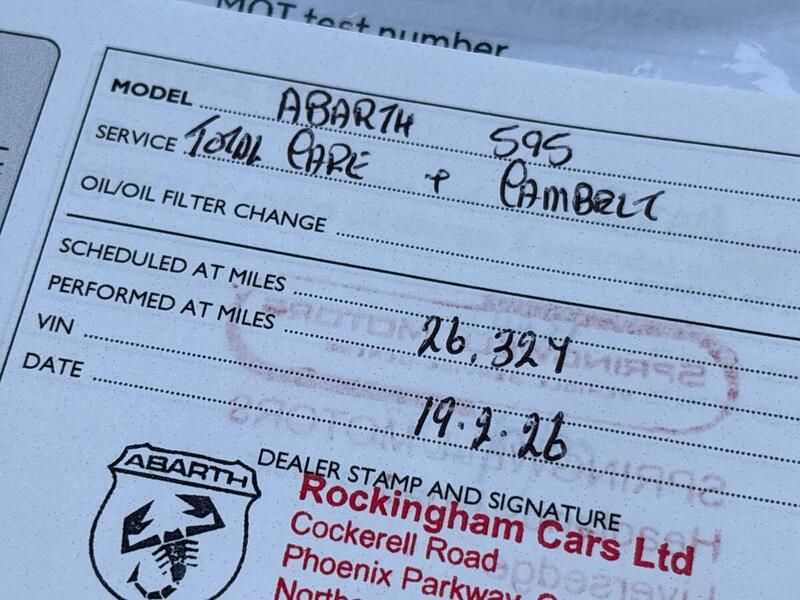 MOT test number
MODEL ABARTH 595
SERVICE TOTAL CARE + CAMBELT
OIL/OIL FILTER CHANGE
SCHEDULED AT MILES
PERFORMED AT MILES 26,324
VIN
DATE 19.2.26
DEALER STAMP AND SIGNATURE
ABARTH
Rockingham Cars Ltd
Cockerell Road
Phoenix Parkway,